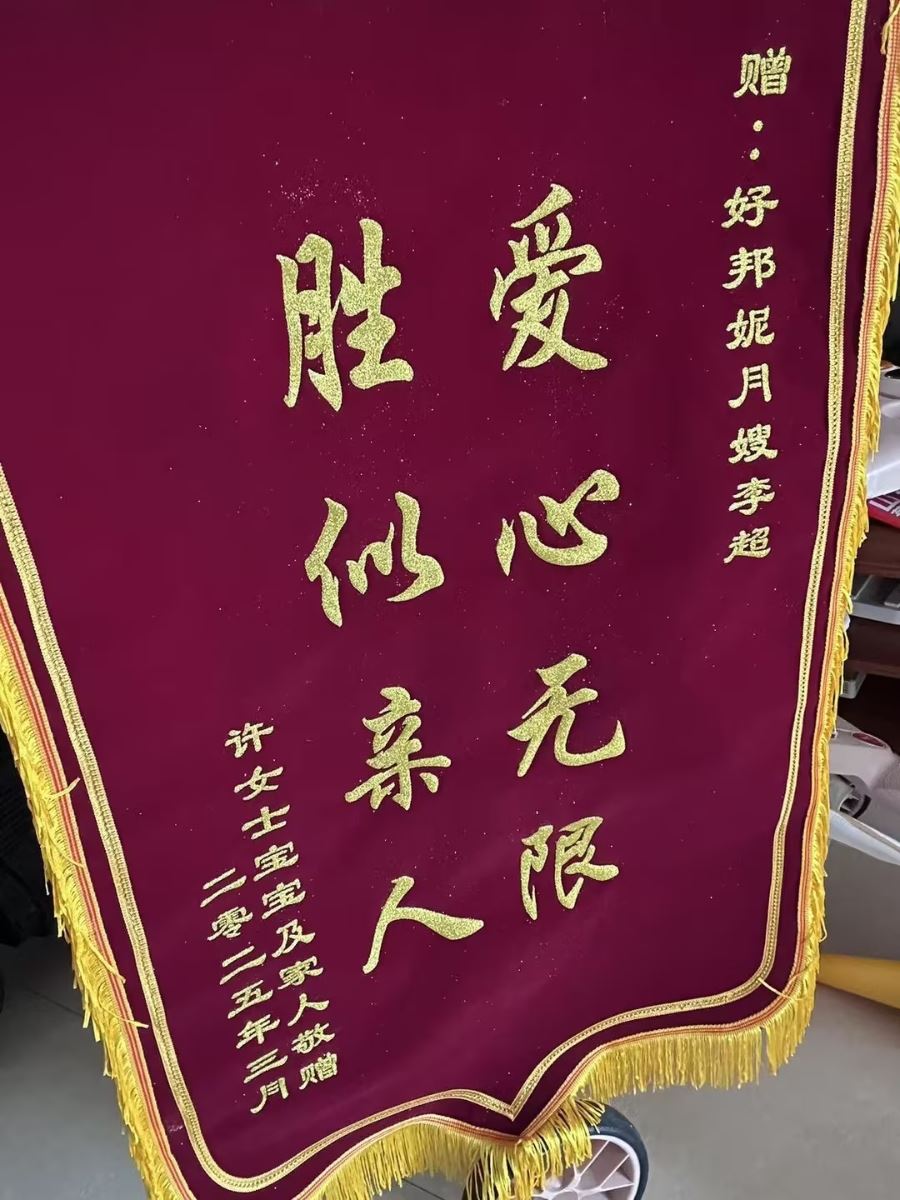 赠：好邦妮月嫂李超
爱心无限
胜似亲人
许女士宝宝及家人敬赠
二零二五年三月